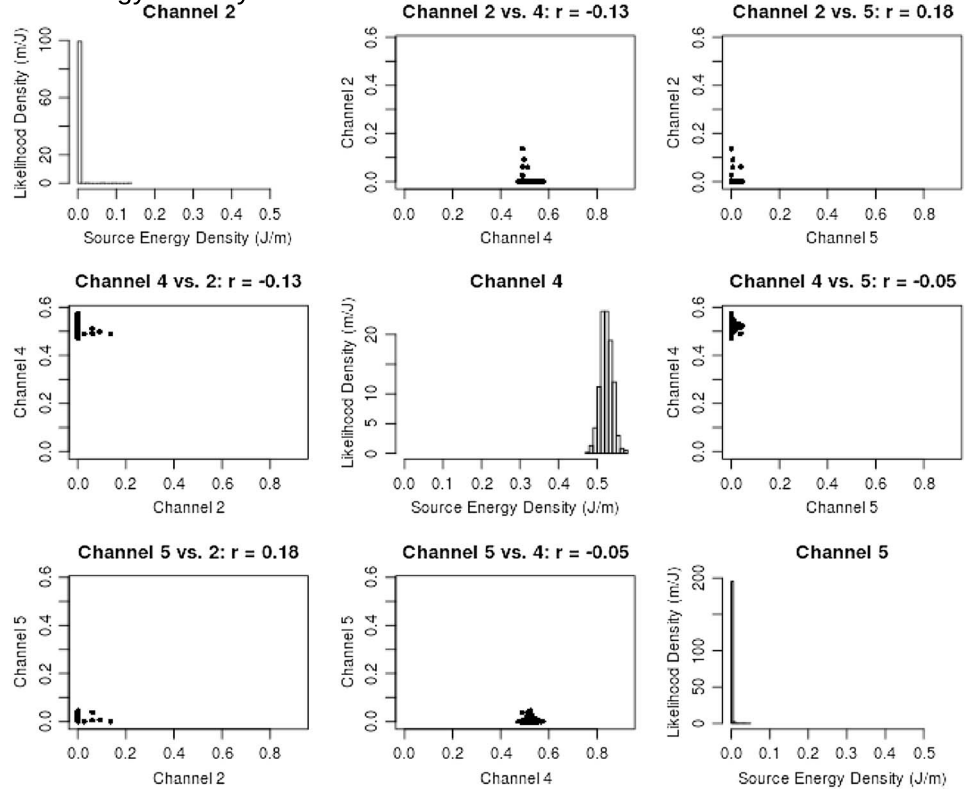 Channel 2
Likelihood Density (m/J)
0 20 60 100
0.0 0.1 0.2 0.3 0.4 0.5
Source Energy Density (J/m)
Channel 2 vs. 4: r = -0.13
Channel 2
0.0 0.2 0.4 0.6
0.0 0.2 0.4 0.6 0.8
Channel 4
Channel 2 vs. 5: r = 0.18
Channel 2
0.0 0.2 0.4 0.6
0.0 0.2 0.4 0.6 0.8
Channel 5
Channel 4 vs. 2: r = -0.13
Channel 4
0.0 0.2 0.4 0.6
0.0 0.2 0.4 0.6 0.8
Channel 2
Channel 4
Likelihood Density (m/J)
0 5 10 20
0.0 0.1 0.2 0.3 0.4 0.5
Source Energy Density (J/m)
Channel 4 vs. 5: r = -0.05
Channel 4
0.0 0.2 0.4 0.6
0.0 0.2 0.4 0.6 0.8
Channel 5
Channel 5 vs. 2: r = 0.18
Channel 5
0.0 0.2 0.4 0.6
0.0 0.2 0.4 0.6 0.8
Channel 2
Channel 5 vs. 4: r = -0.05
Channel 5
0.0 0.2 0.4 0.6
0.0 0.2 0.4 0.6 0.8
Channel 4
Channel 5
Likelihood Density (m/J)
0 50 100 200
0.0 0.1 0.2 0.3 0.4 0.5
Source Energy Density (J/m)